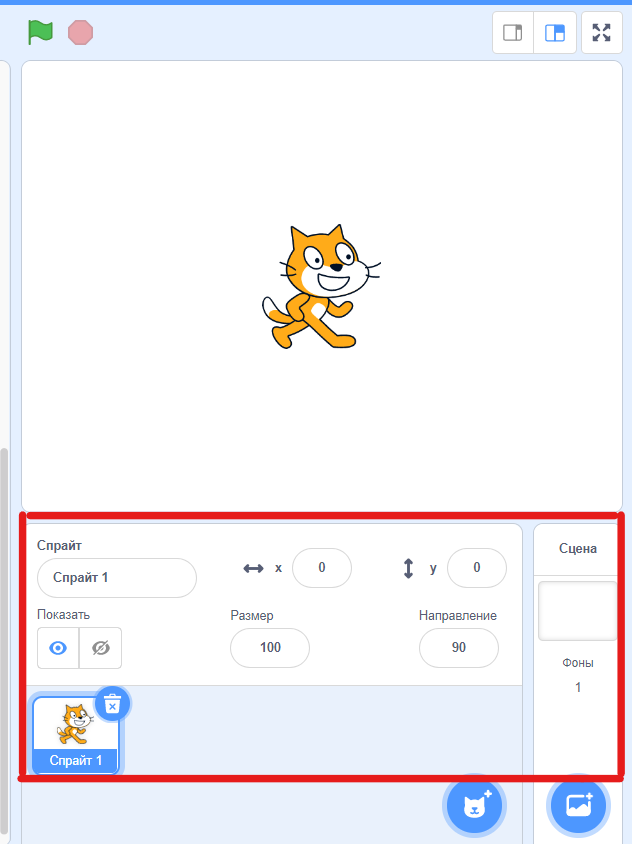 Спрайт
Спрайт 1
x
0
y
0
Показать
Размер
100
Направление
90
Спрайт 1
Сцена
Фоны
1